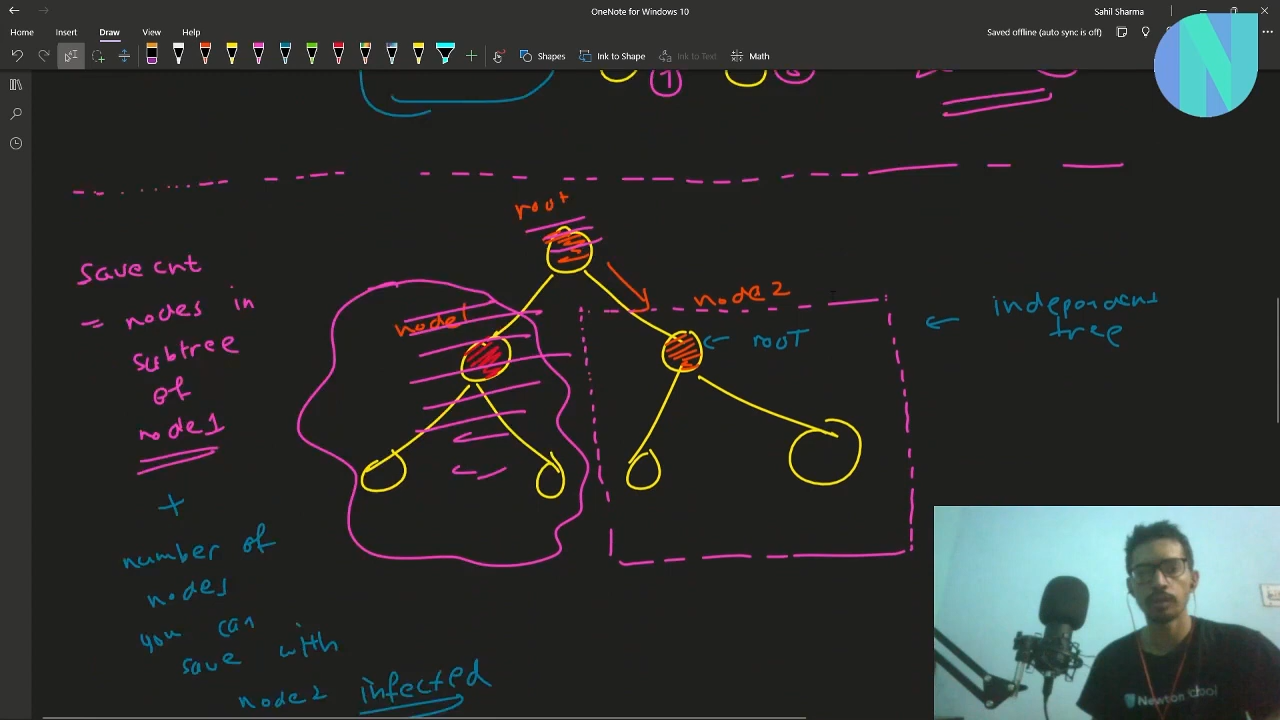 OneNote for Windows 10
Sahil Sharma
Home
Insert
Draw
View
Help
Saved offline (auto sync is off)
Shapes
Ink to Shape
Ink to Text
Math
1
root
save cnt
= nodes in
subtree
of
node1
+
number of
nodes
you can
save with
node2 infected
node1
node2
← root
← independent
tree
Newton